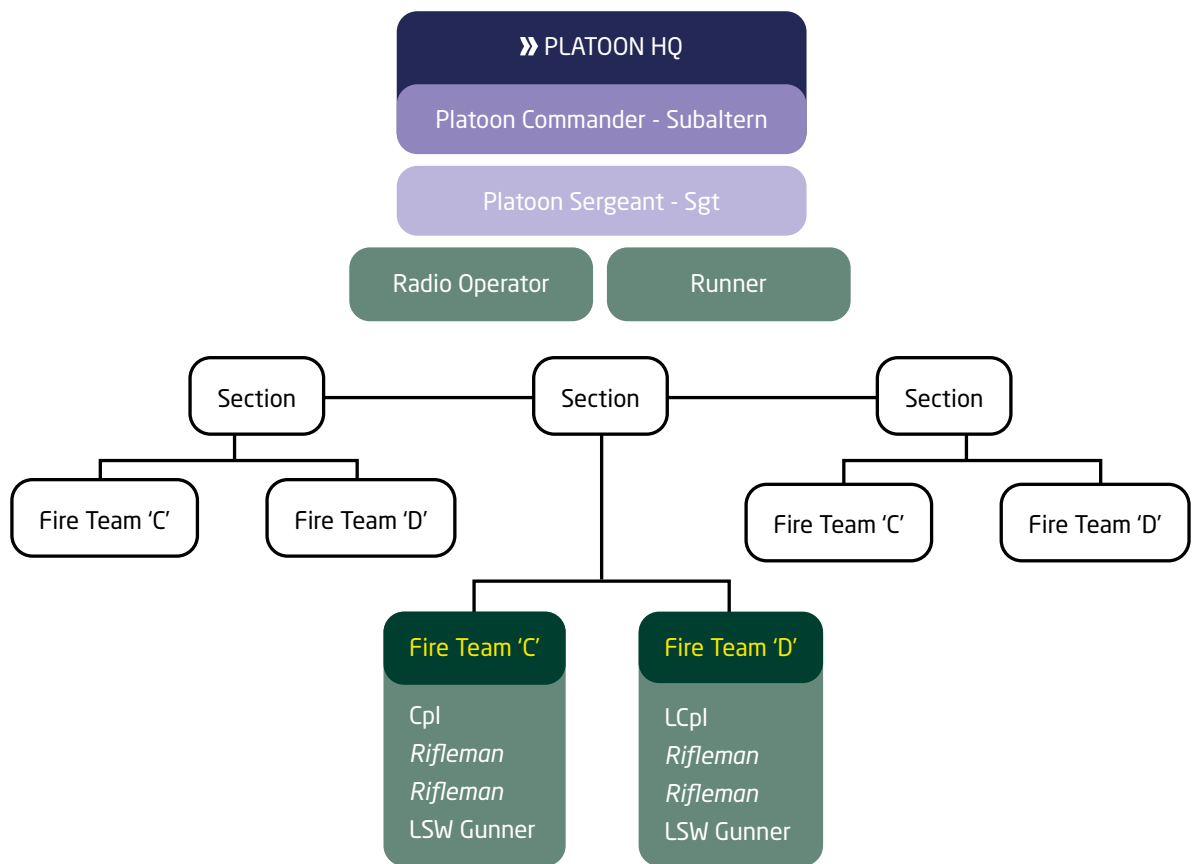 » PLATOON HQ
Platoon Commander - Subaltern
Platoon Sergeant - Sgt
Radio Operator
Runner
Section
Section
Section
Fire Team ‘C’
Fire Team ‘D’
Fire Team ‘C’
Fire Team ‘D’
Fire Team ‘C’
Cpl
Rifleman
Rifleman
LSW Gunner
Fire Team ‘D’
LCpl
Rifleman
Rifleman
LSW Gunner